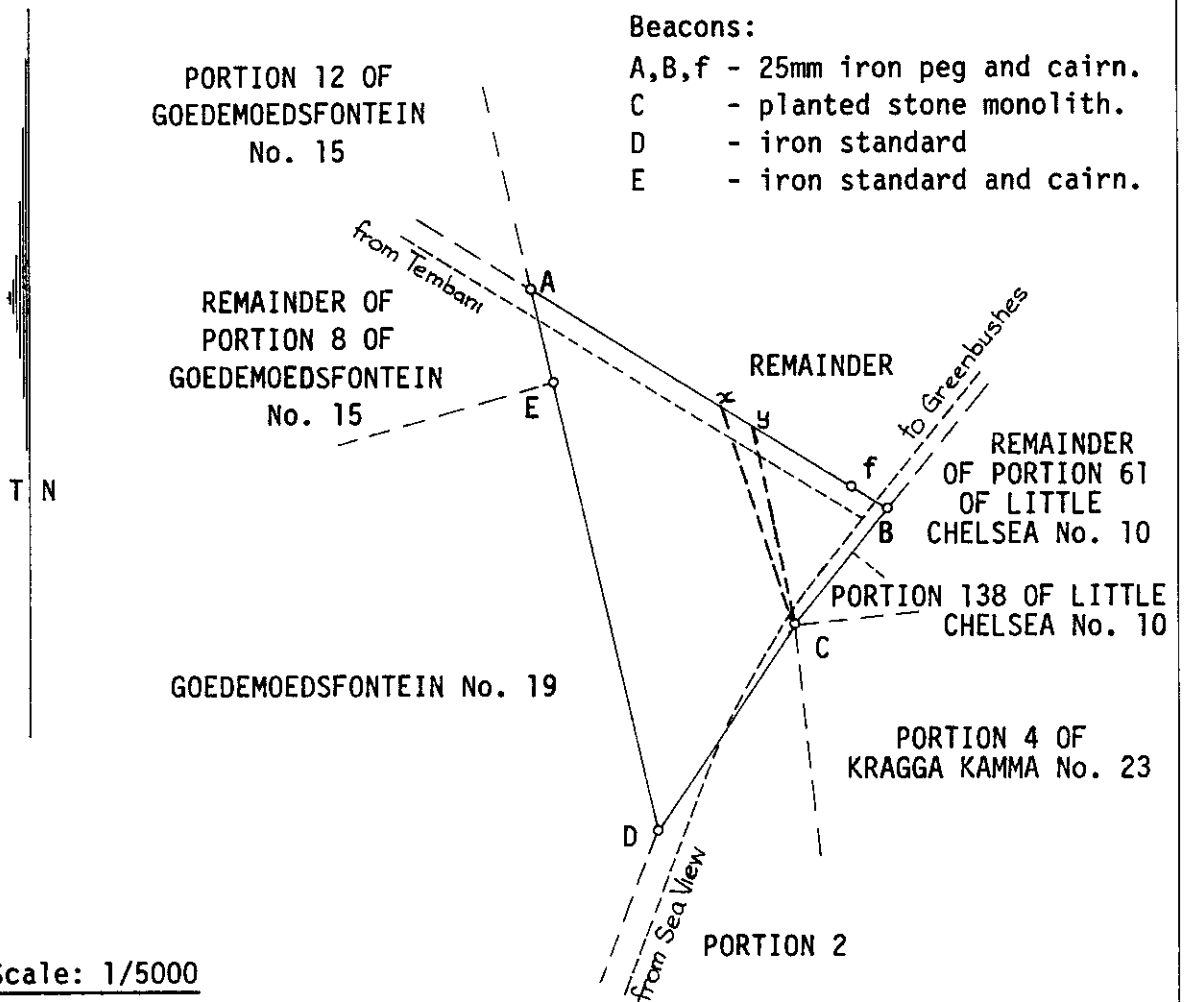 Beacons:
A,B,f - 25mm iron peg and cairn.
C - planted stone monolith.
D - iron standard
E - iron standard and cairn.
PORTION 12 OF
GOEDEMOEDSFONTEIN
No. 15
from Tembani
A
REMAINDER OF
PORTION 8 OF
GOEDEMOEDSFONTEIN
No. 15
E
REMAINDER
x
y
to Greenbushes
f
B
REMAINDER
OF PORTION 61
OF LITTLE
CHELSEA No. 10
T N
PORTION 138 OF LITTLE
CHELSEA No. 10
C
GOEDEMOEDSFONTEIN No. 19
PORTION 4 OF
KRAGGA KAMMA No. 23
D
from Sea View
PORTION 2
Scale: 1/5000